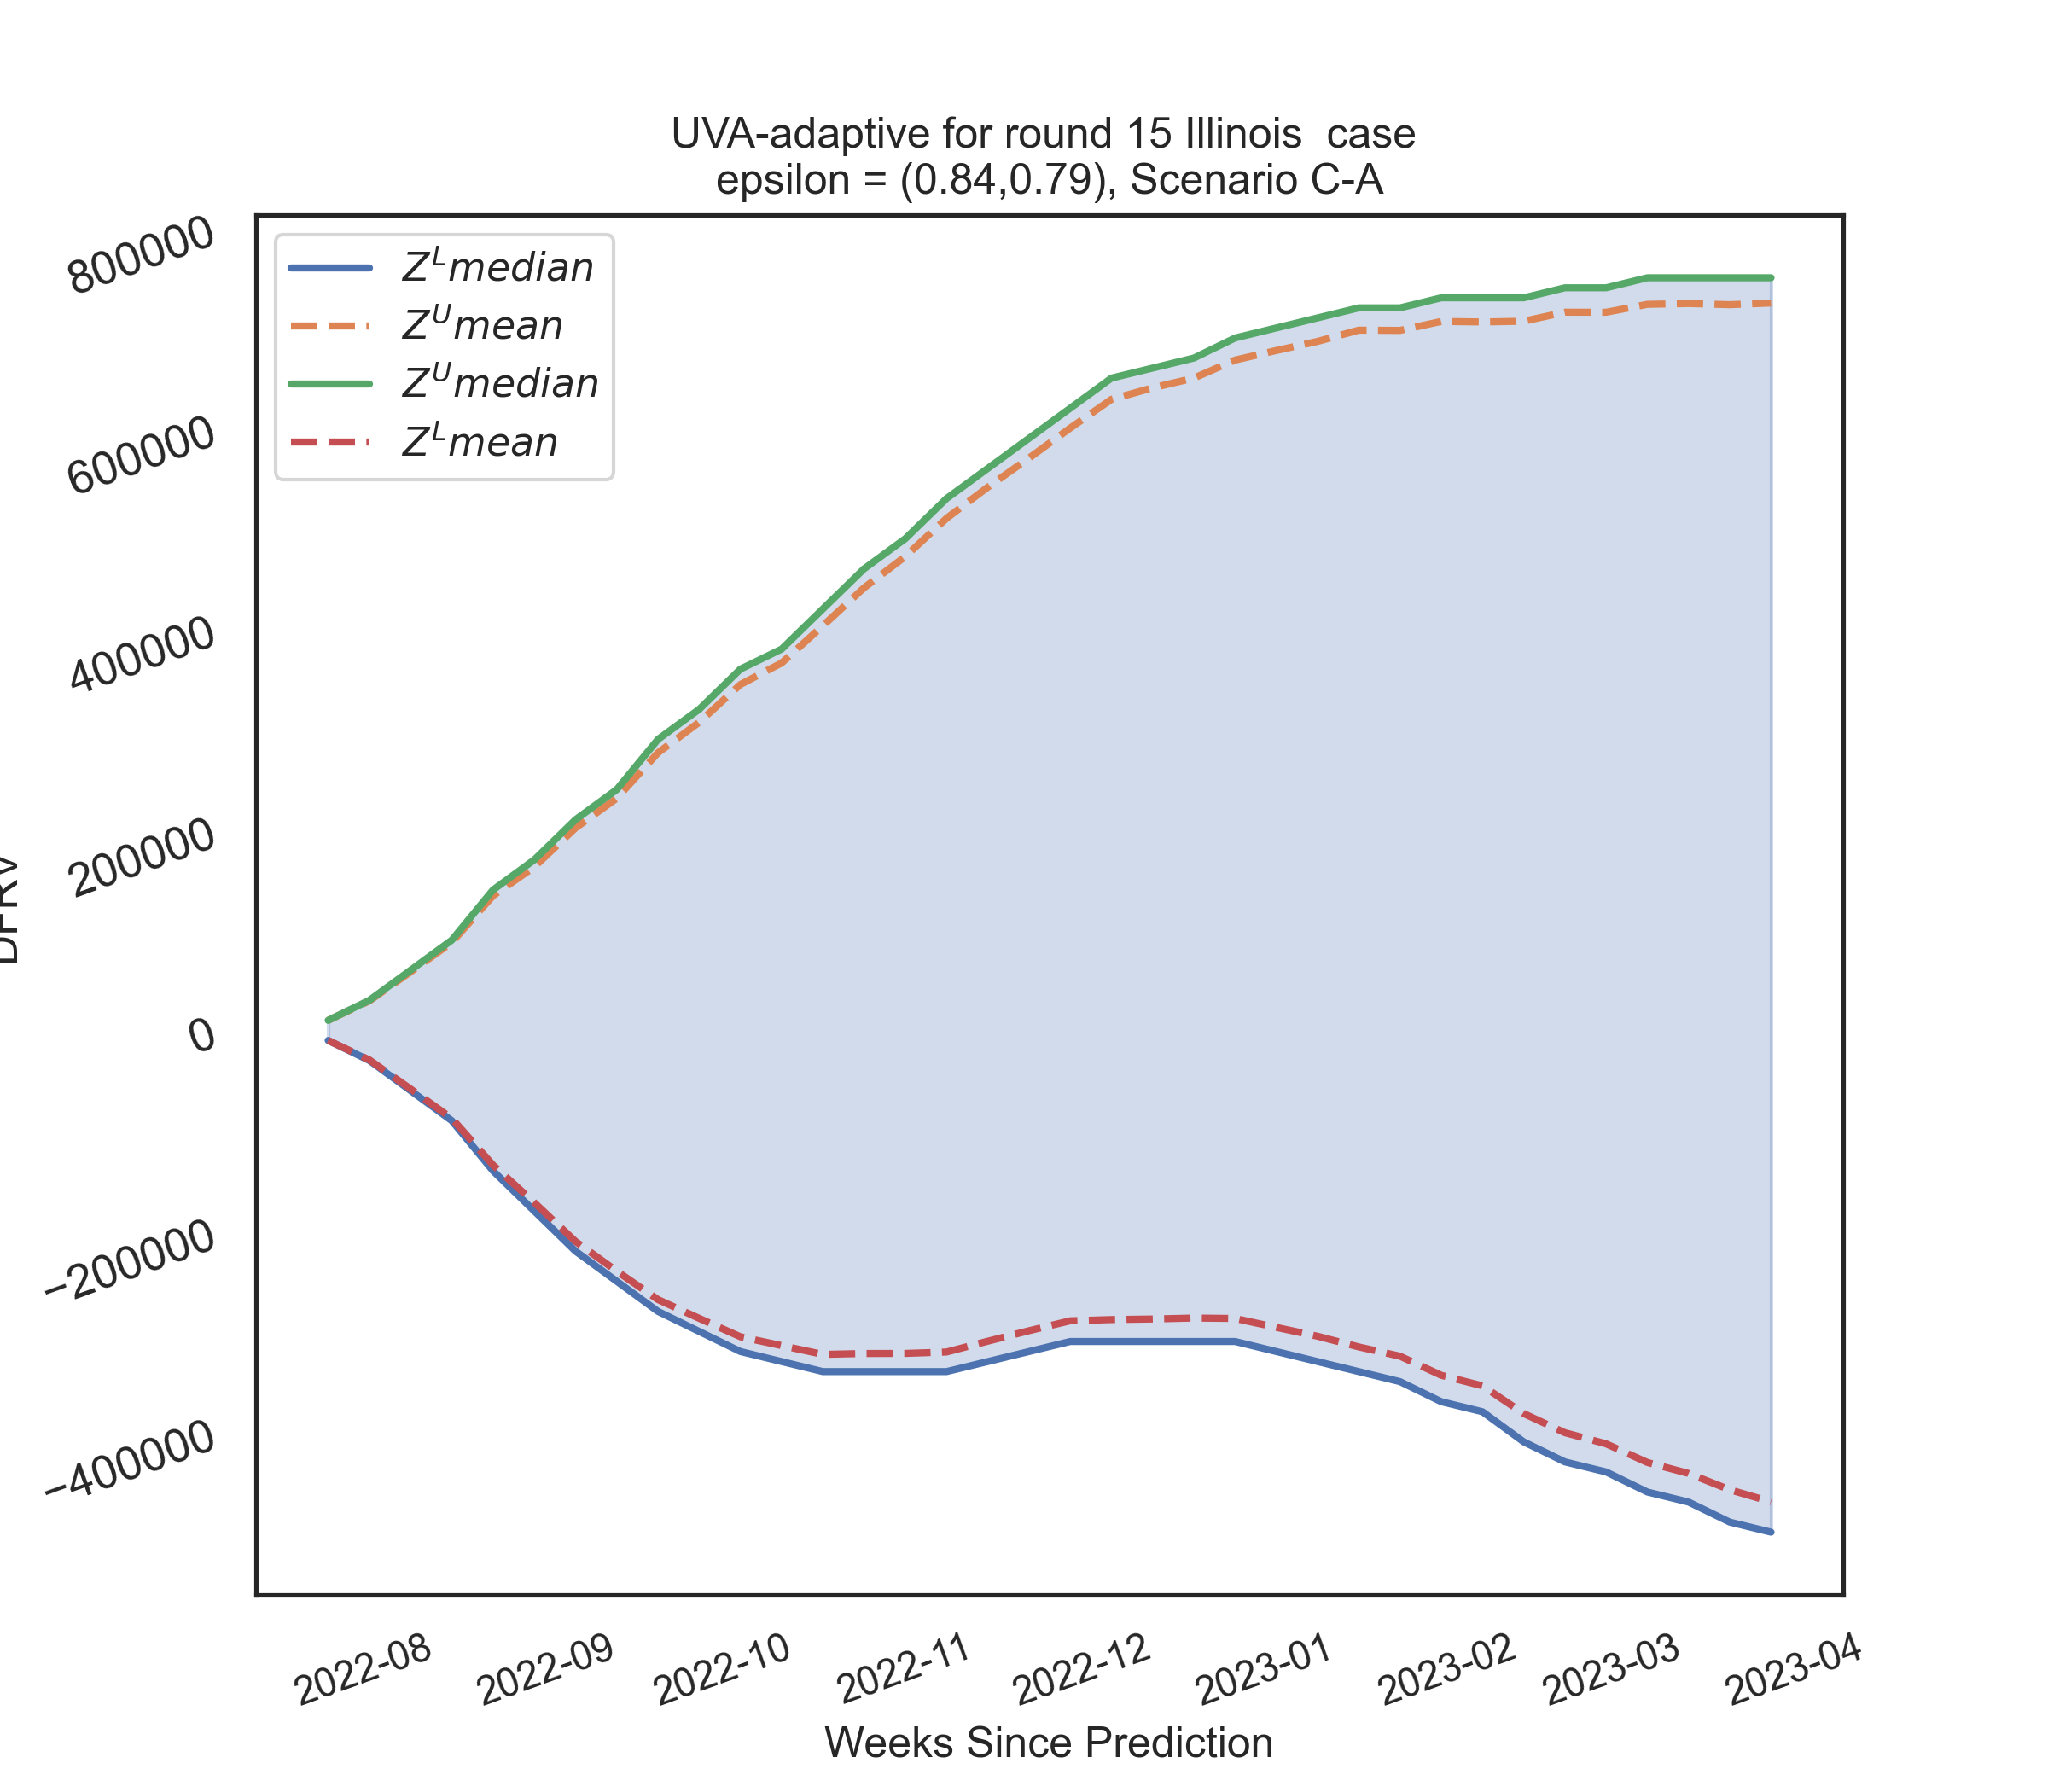 UVA-adaptive for round 15 Illinois  case
epsilon = (0.84,0.79), Scenario C-A
Z^L median
Z^U mean
Z^U median
Z^L mean
800000
600000
400000
200000
0
−200000
−400000
2022-08
2022-09
2022-10
2022-11
2022-12
2023-01
2023-02
2023-03
2023-04
Weeks Since Prediction